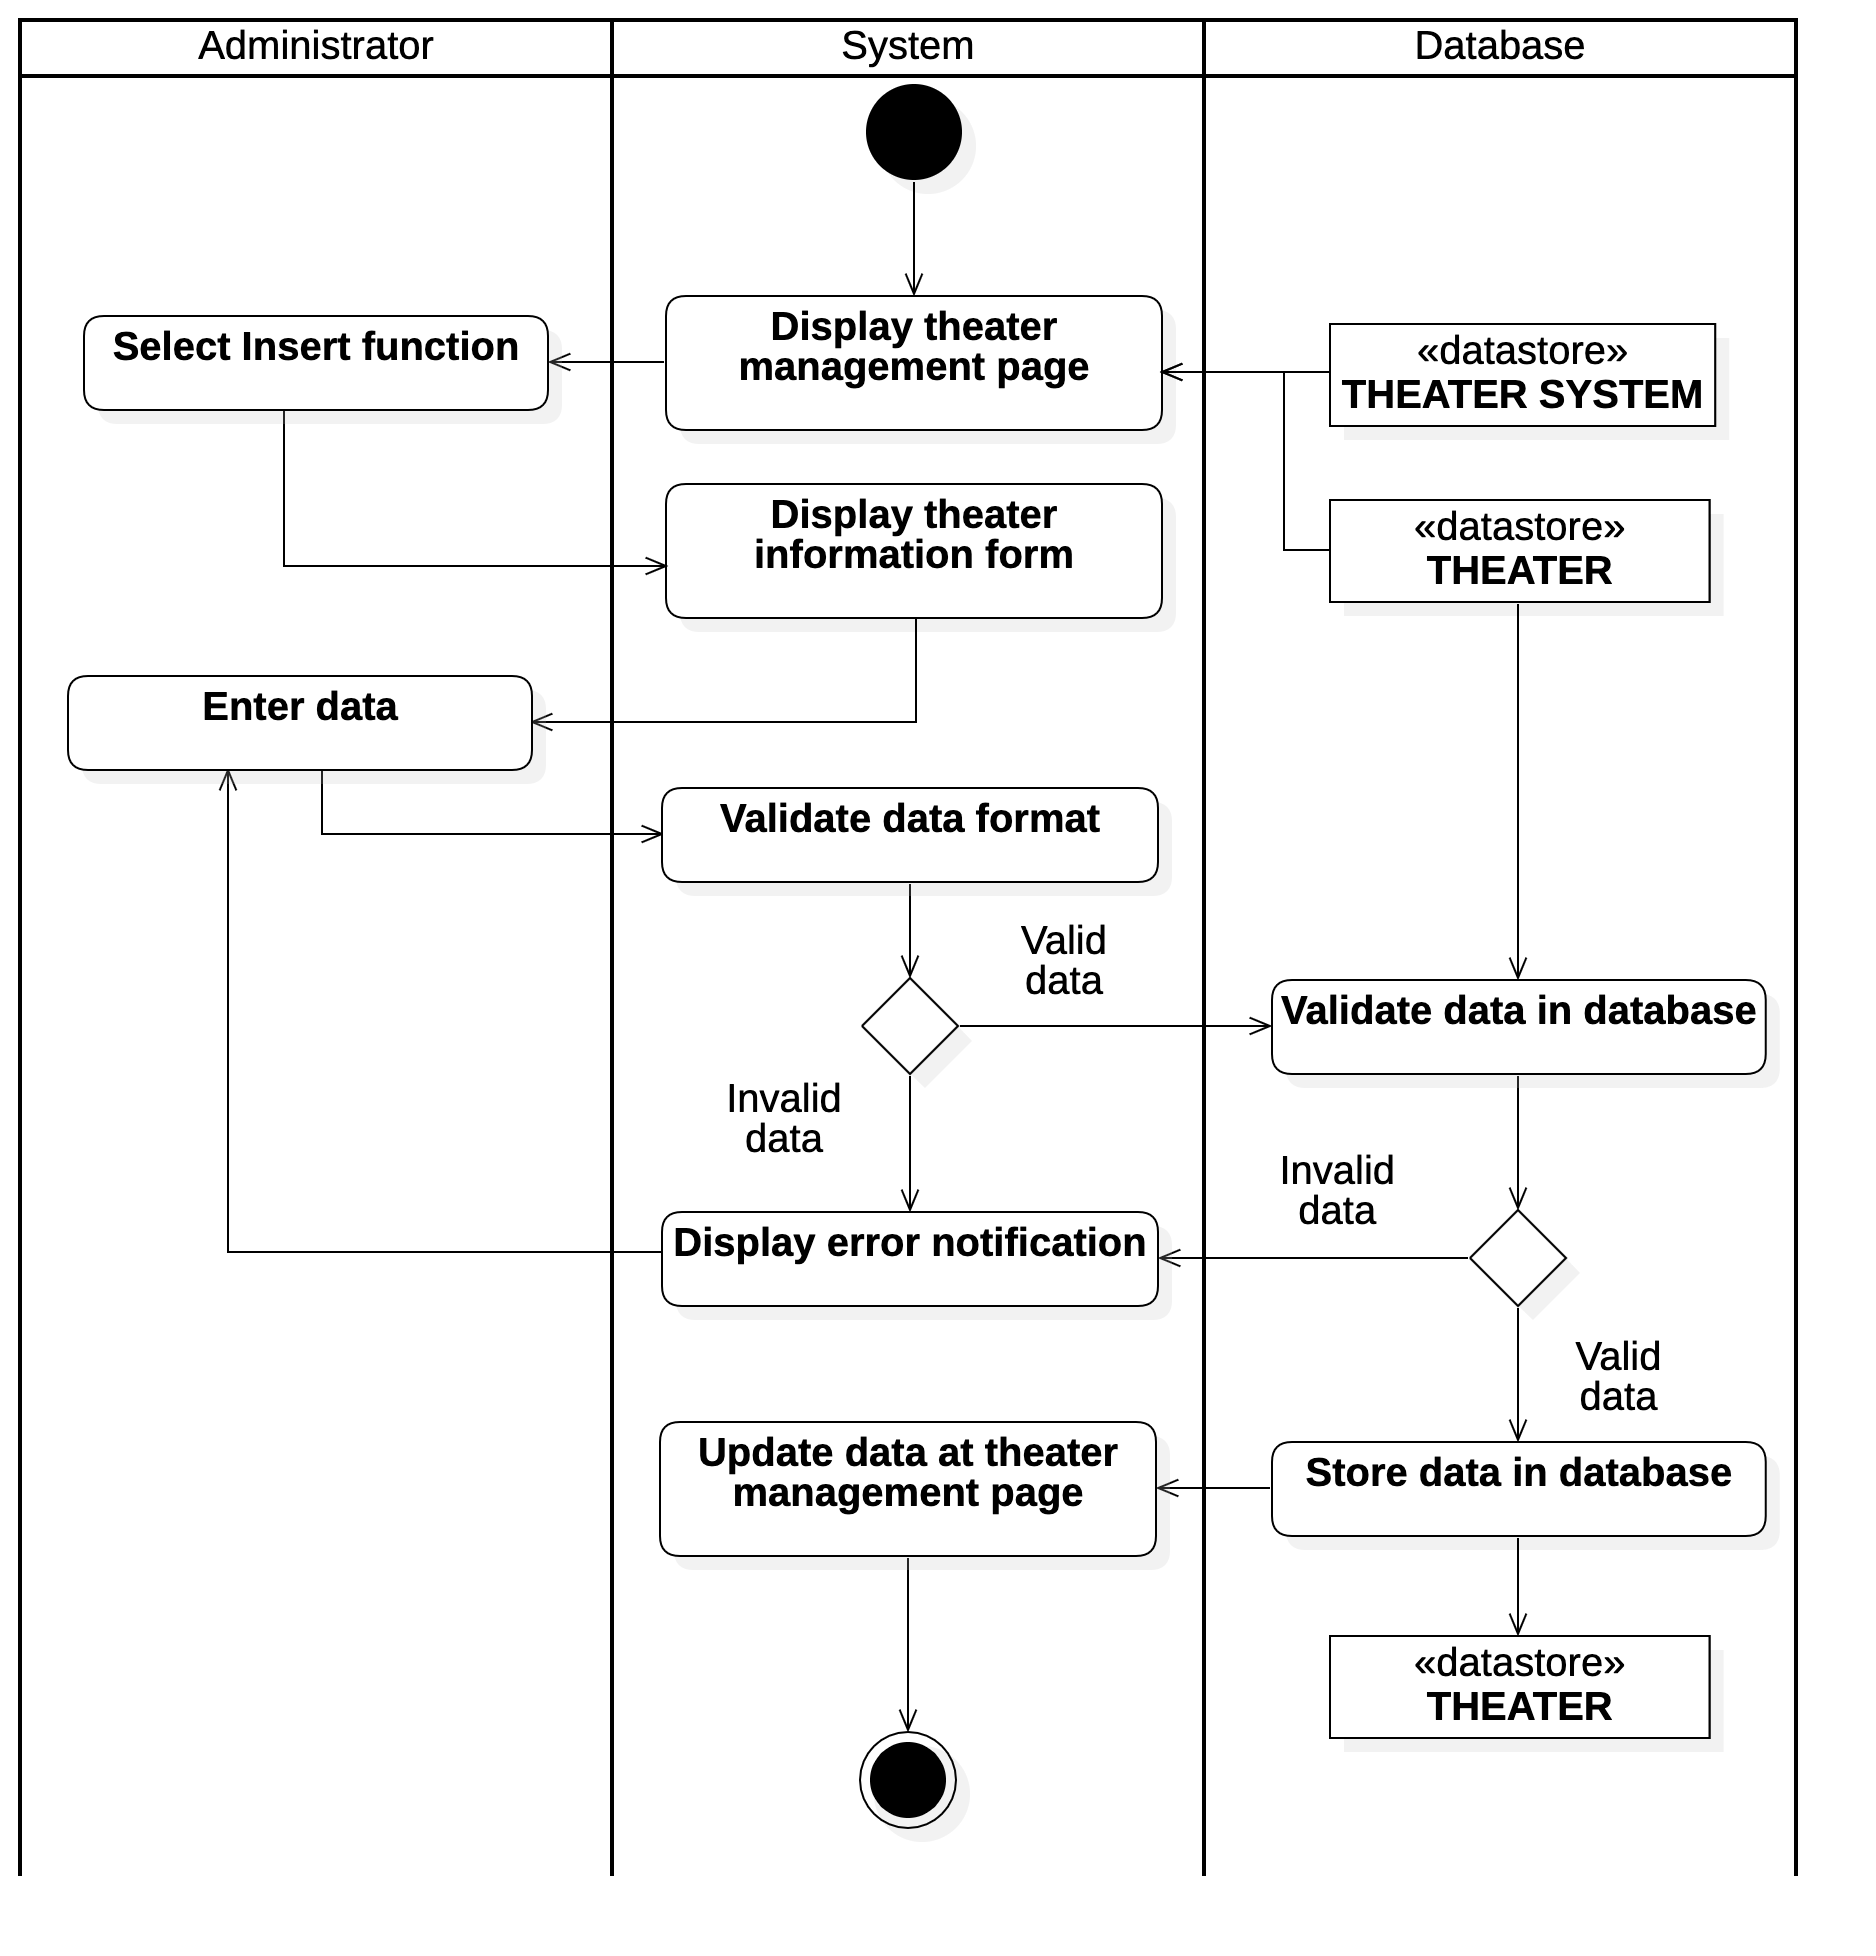 Administrator
System
Database
Display theater
management page
Select Insert function
«datastore»
THEATER SYSTEM
Display theater
information form
«datastore»
THEATER
Enter data
Validate data format
Valid
data
Validate data in database
Invalid
data
Invalid
data
Display error notification
Valid
data
Update data at theater
management page
Store data in database
«datastore»
THEATER